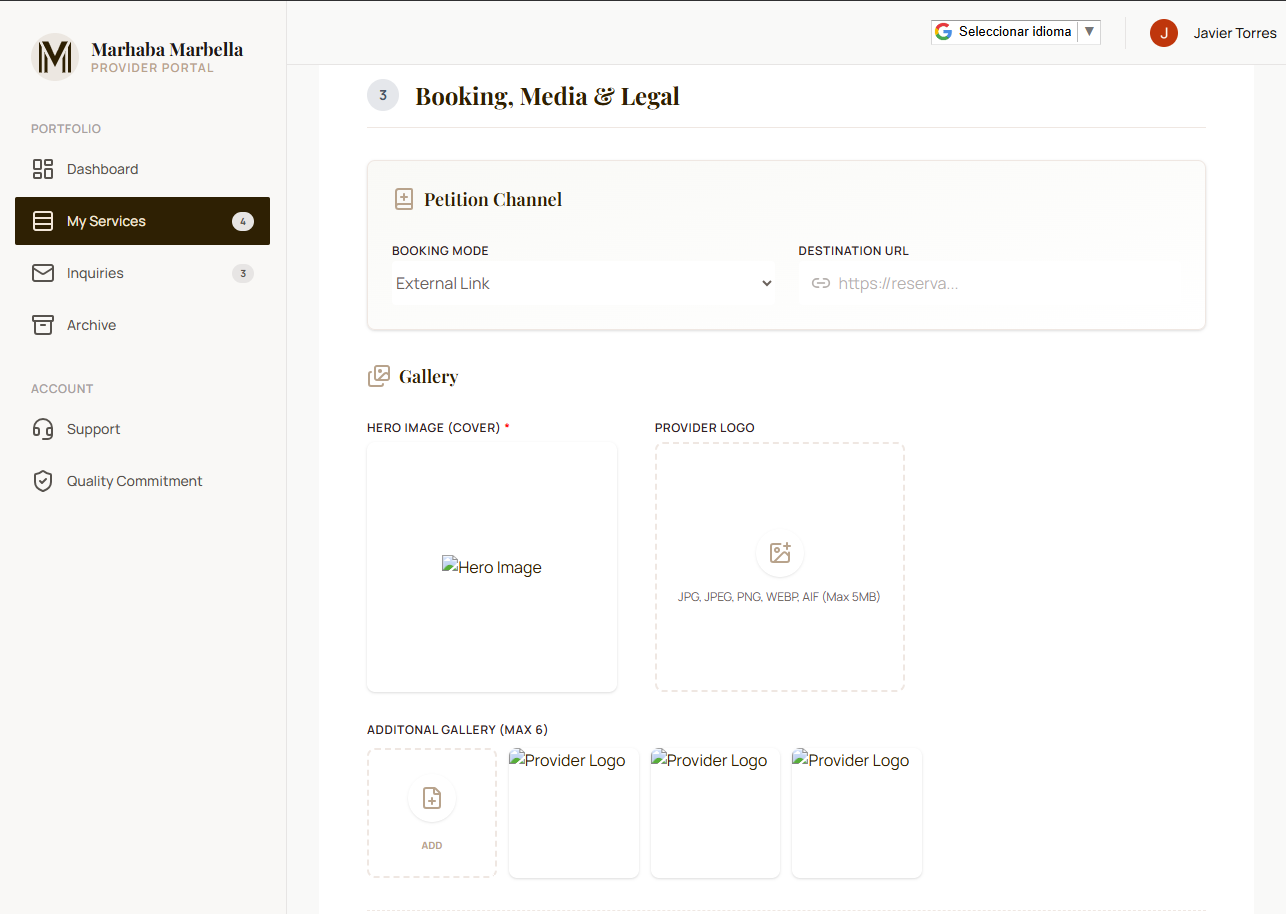 Marhaba Marbella
PROVIDER PORTAL
Seleccionar idioma ▼
J
Javier Torres
PORTFOLIO
Dashboard
My Services 4
Inquiries 3
Archive
ACCOUNT
Support
Quality Commitment
3 Booking, Media & Legal
Petition Channel
BOOKING MODE
External Link
DESTINATION URL
https://reserva...
Gallery
HERO IMAGE (COVER) *
Hero Image
PROVIDER LOGO
JPG, JPEG, PNG, WEBP, AIF (Max 5MB)
ADDITONAL GALLERY (MAX 6)
ADD
Provider Logo
Provider Logo
Provider Logo